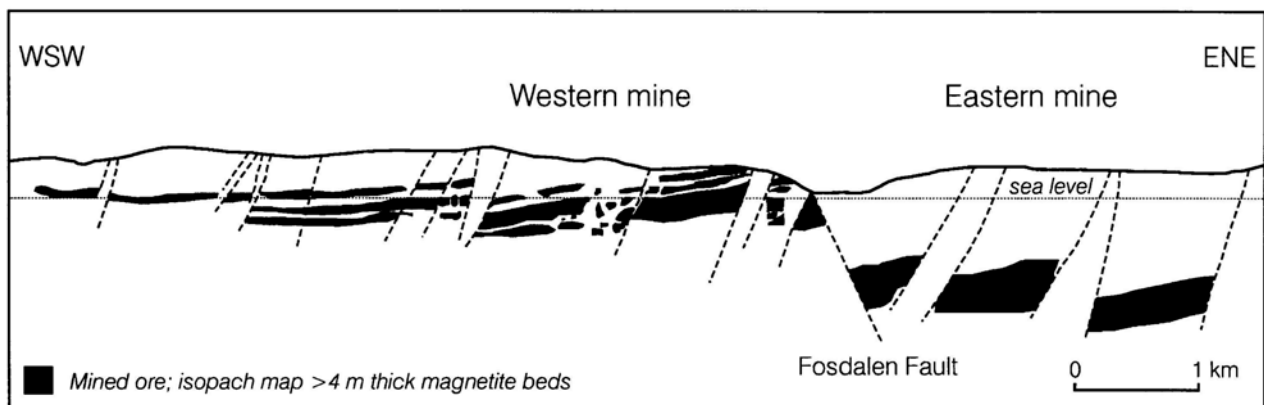 WSW
ENE
Western mine
Eastern mine
sea level
Fosdalen Fault
0 1 km
Mined ore; isopach map >4 m thick magnetite beds